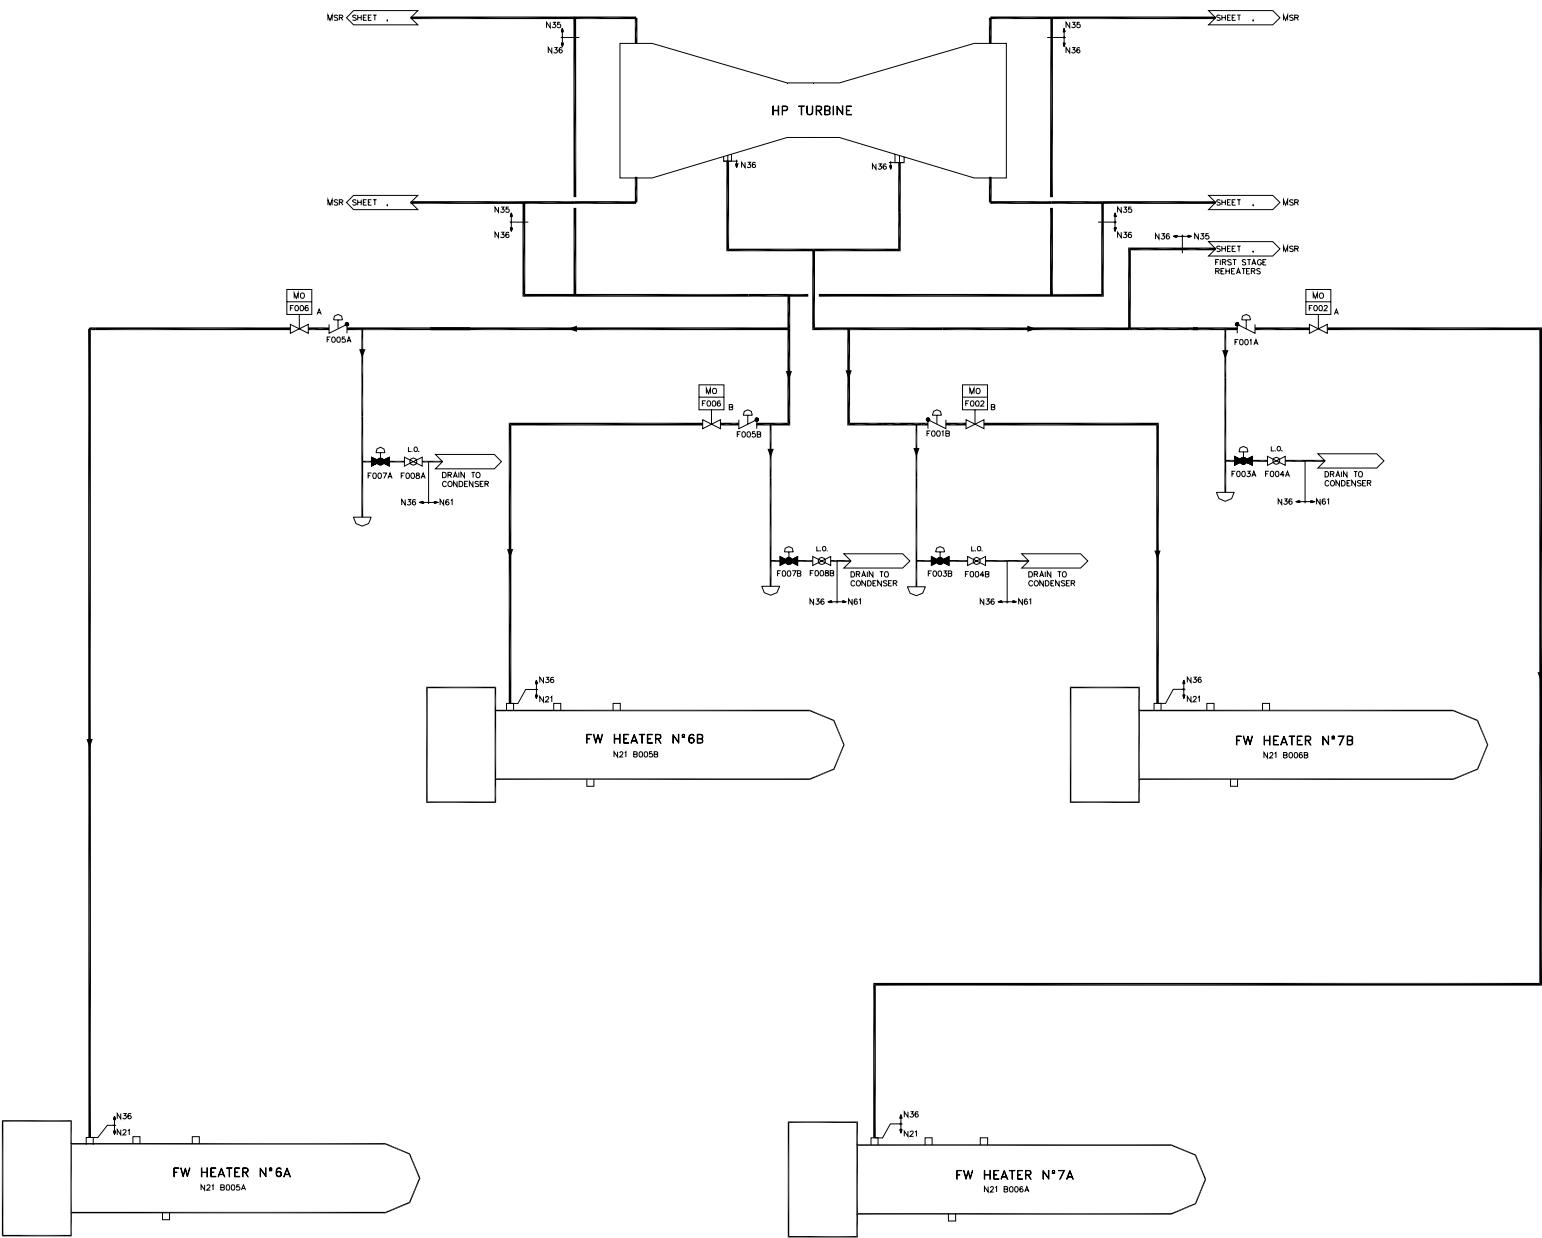 MSR SHEET .
SHEET . MSR
N35
N36
N35
N36
HP TURBINE
N36
N36
MSR SHEET .
SHEET . MSR
N35
N36
N35
N36
N36 N35
SHEET . MSR
FIRST STAGE
REHEATERS
MO
F006 A
F005A
MO
F002 A
F001A
MO
F006 B
F005B
MO
F002 B
F001B
L.O.
F007A F008A
DRAIN TO
CONDENSER
N36 N61
L.O.
F003A F004A
DRAIN TO
CONDENSER
N36 N61
L.O.
F007B F008B
DRAIN TO
CONDENSER
N36 N61
L.O.
F003B F004B
DRAIN TO
CONDENSER
N36 N61
N36
N21
FW HEATER N°6B
N21 B005B
N36
N21
FW HEATER N°7B
N21 B006B
N36
N21
FW HEATER N°6A
N21 B005A
N36
N21
FW HEATER N°7A
N21 B006A